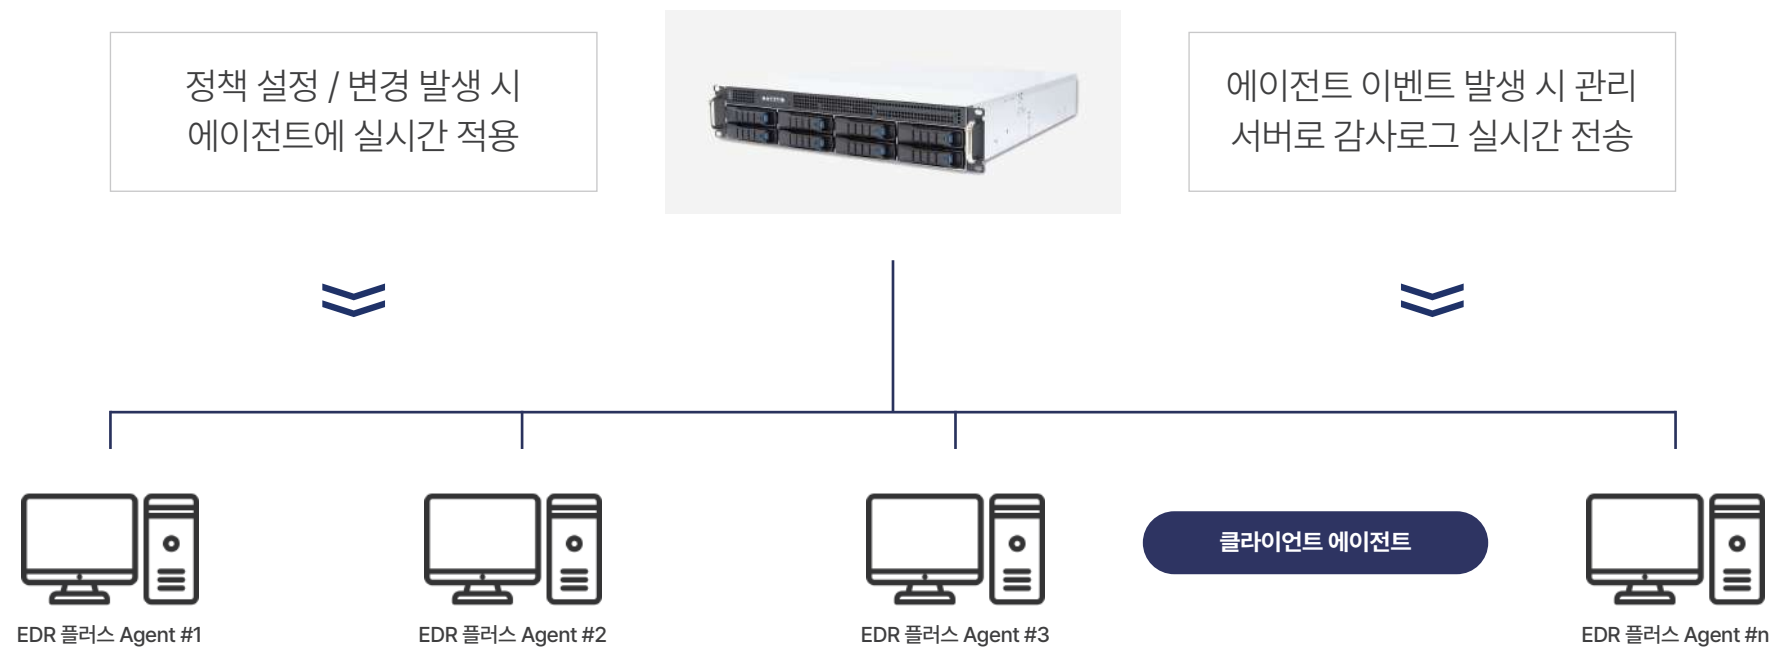 정책 설정 / 변경 발생 시
에이전트에 실시간 적용
에이전트 이벤트 발생 시 관리
서버로 감사로그 실시간 전송
클라이언트 에이전트
EDR 플러스 Agent #1
EDR 플러스 Agent #2
EDR 플러스 Agent #3
EDR 플러스 Agent #n